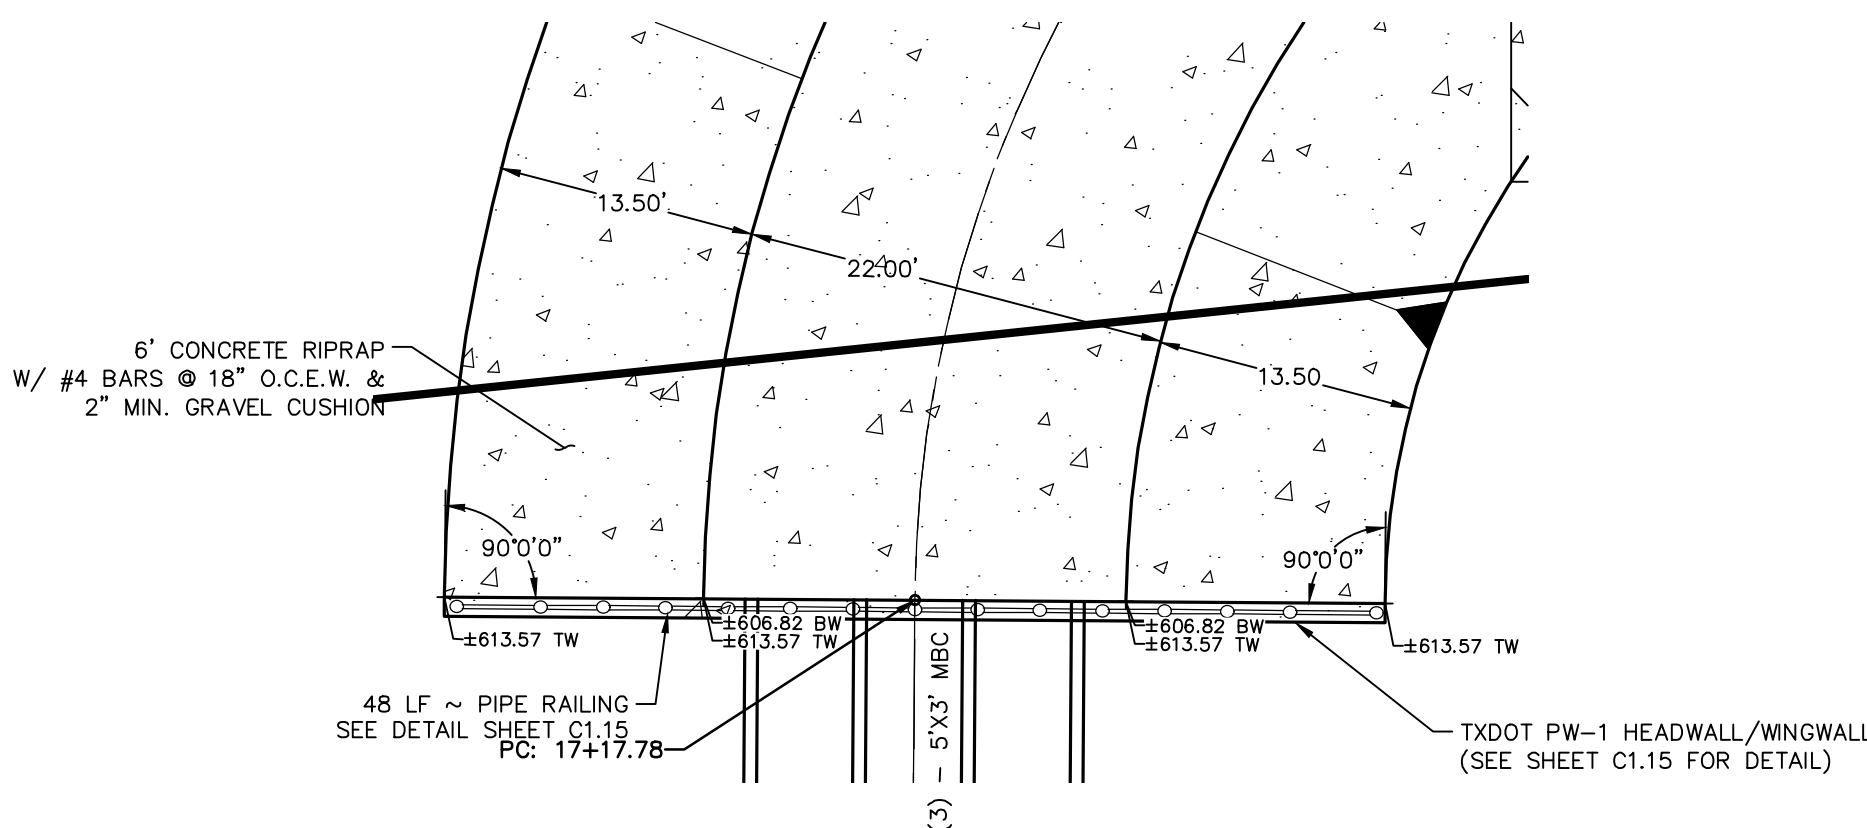 13.50'
22.00'
13.50
6' CONCRETE RIPRAP
W/ #4 BARS @ 18" O.C.E.W. &
2" MIN. GRAVEL CUSHION
90°0'0"
90°0'0"
±606.82 BW
±613.57 TW
±613.57 TW
±606.82 BW
±613.57 TW
±613.57 TW
48 LF ~ PIPE RAILING
SEE DETAIL SHEET C1.15
PC: 17+17.78
(3) – 5'X3' MBC
TXDOT PW–1 HEADWALL/WINGWALL
(SEE SHEET C1.15 FOR DETAIL)